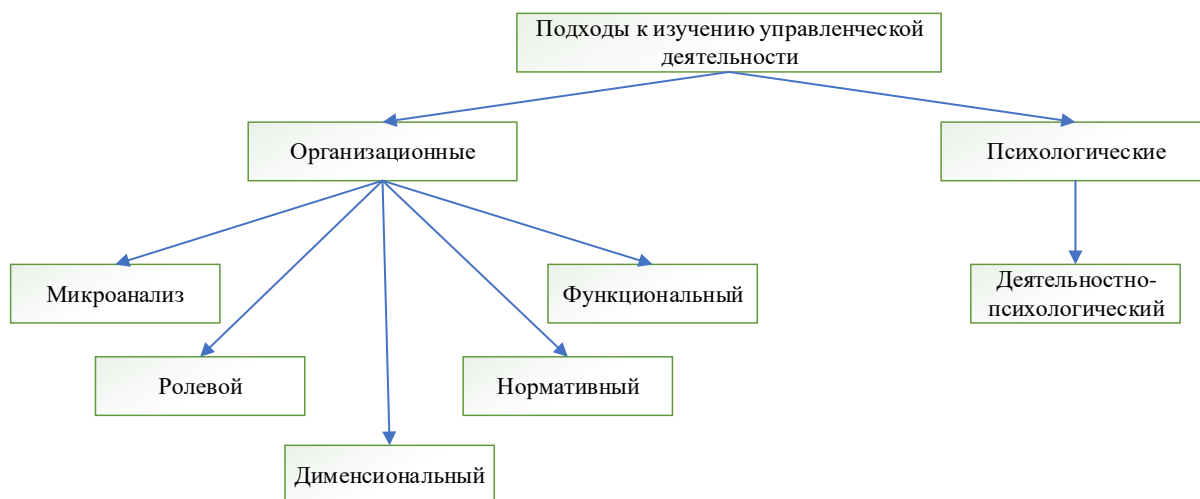 Подходы к изучению управленческой
деятельности
Организационные
Психологические
Микроанализ
Функциональный
Деятельностно-
психологический
Ролевой
Нормативный
Дименсиональный